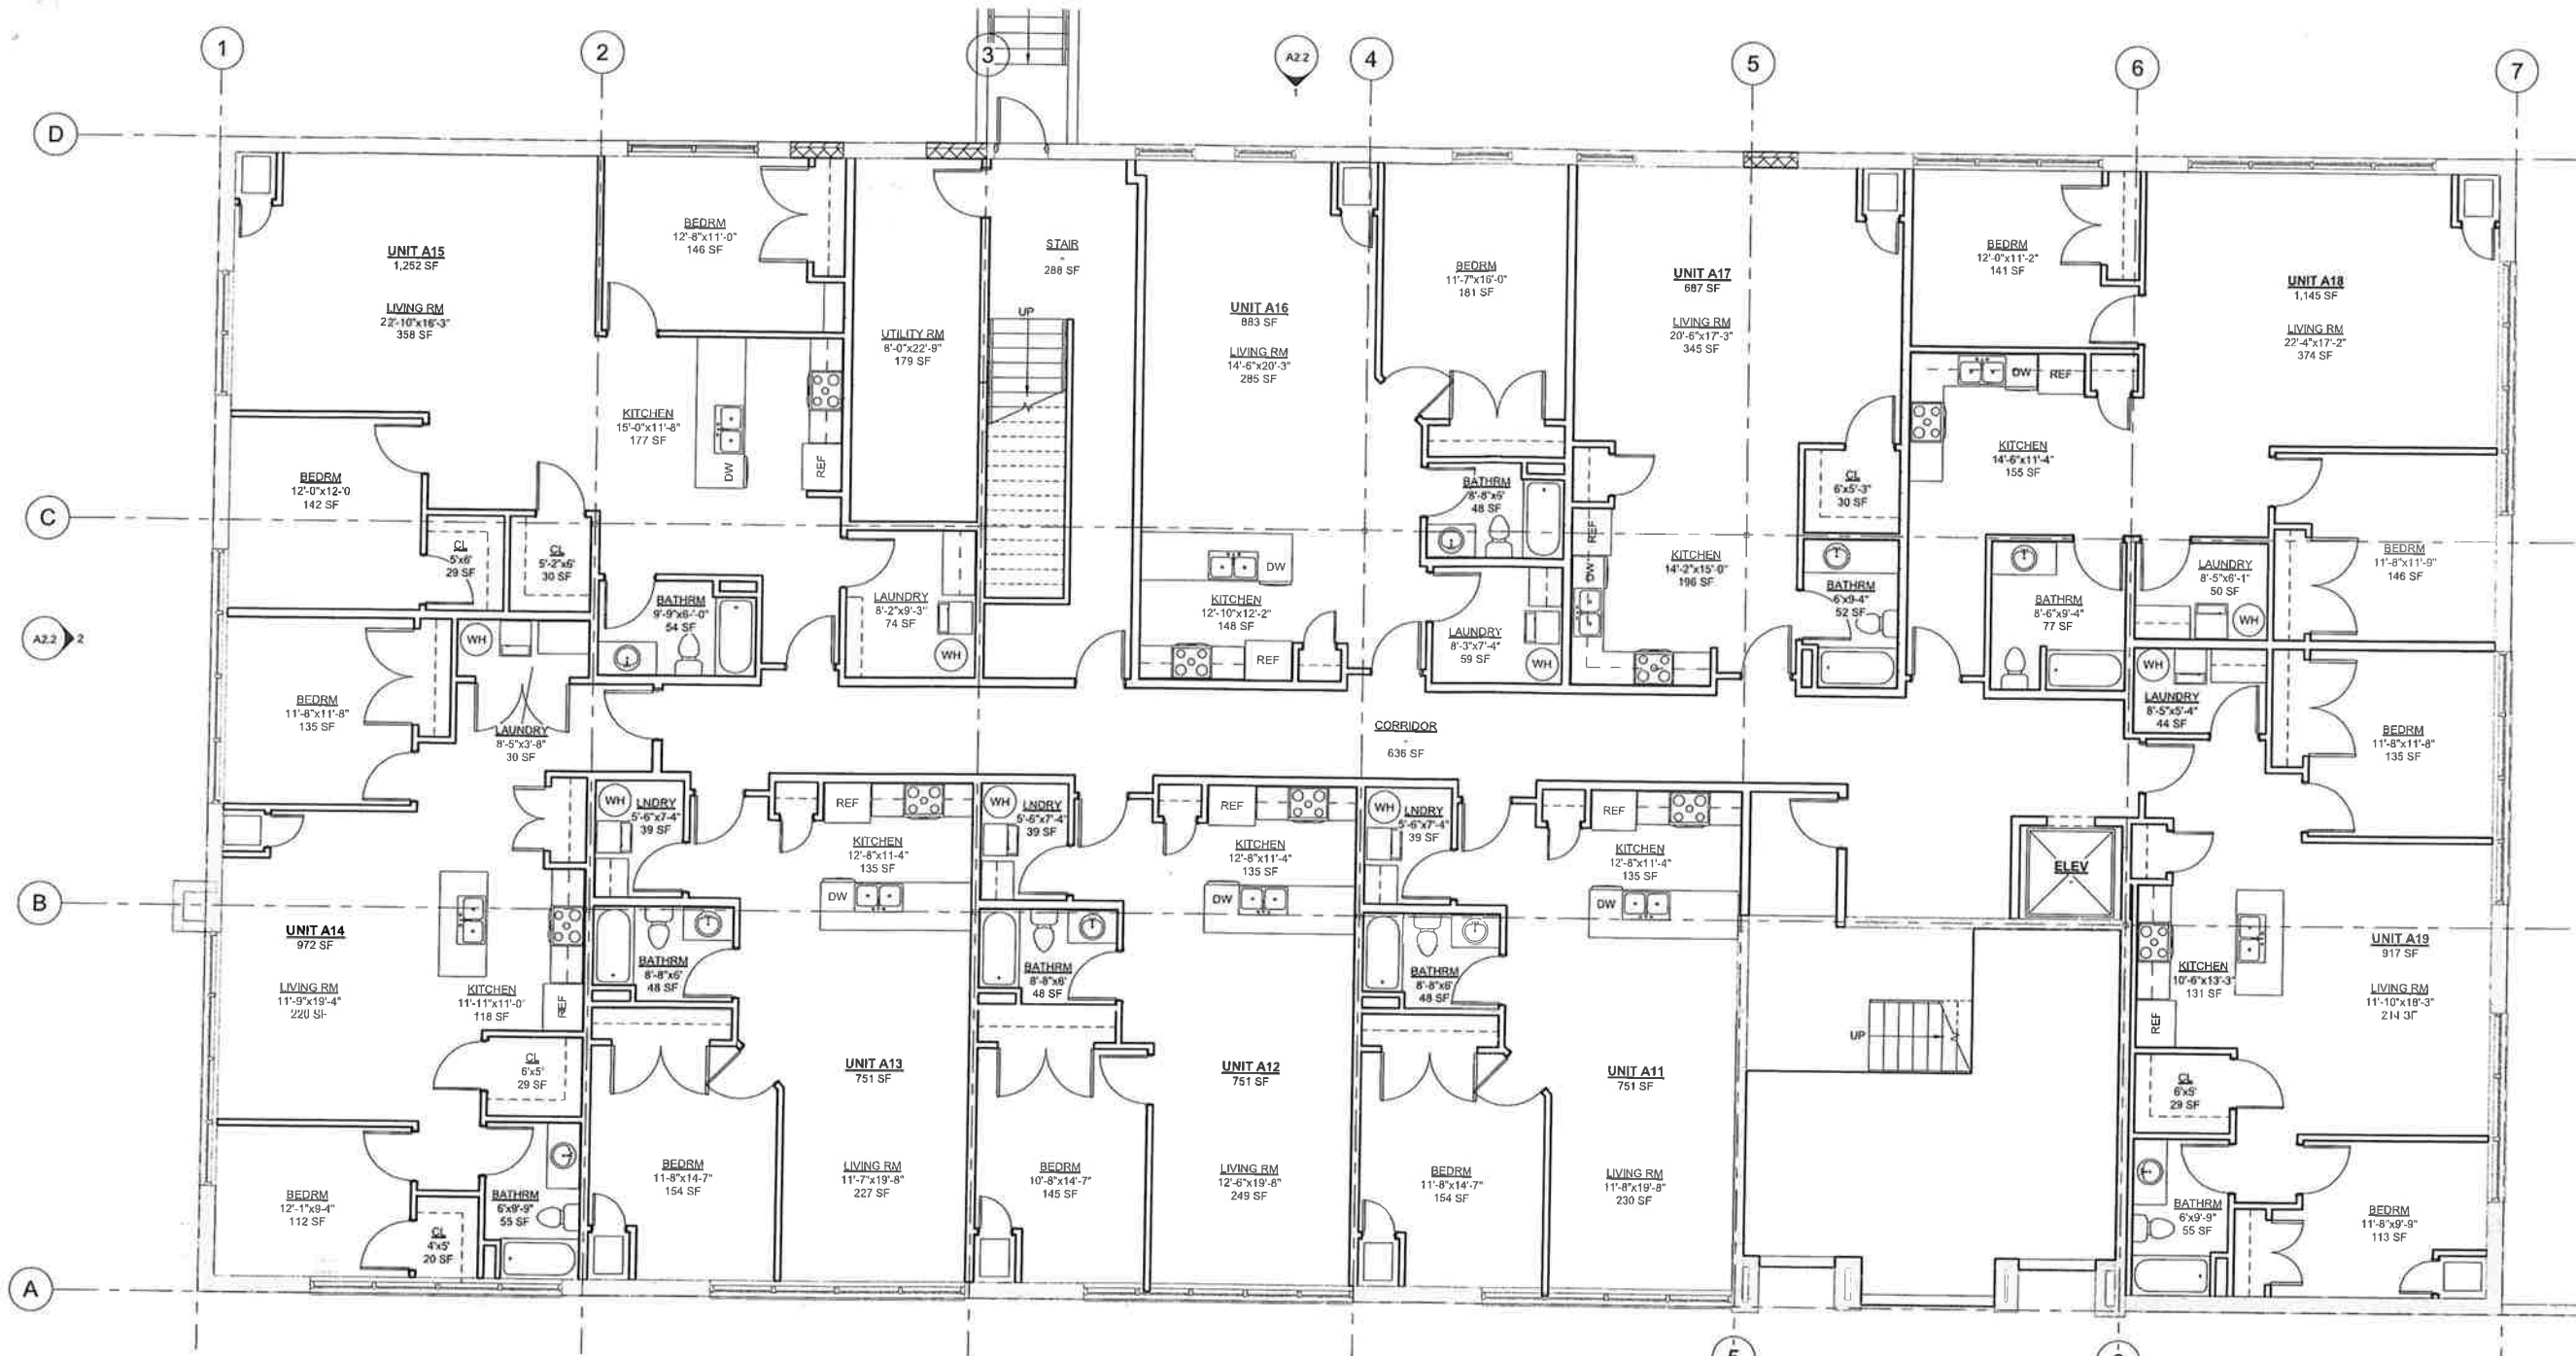 1
2
3
A2.2
1
4
5
6
7
D
C
A2.2
2
B
A
UNIT A15
1,252 SF
LIVING RM
22'-10"x16'-3"
358 SF
BEDRM
12'-8"x11'-0"
146 SF
KITCHEN
15'-0"x11'-8"
177 SF
DW
REF
BEDRM
12'-0"x12'-0
142 SF
CL
5'x6'
29 SF
CL
5'-2"x6'
30 SF
BATHRM
9'-9"x6'-0"
54 SF
LAUNDRY
8'-2"x9'-3"
74 SF
WH
UTILITY RM
8'-0"x22'-9"
179 SF
STAIR
-
288 SF
UP
UNIT A16
883 SF
LIVING RM
14'-6"x20'-3"
285 SF
BEDRM
11'-7"x16'-0"
181 SF
BATHRM
8'-8"x6'
48 SF
DW
KITCHEN
12'-10"x12'-2"
148 SF
REF
LAUNDRY
8'-3"x7'-4"
59 SF
WH
UNIT A17
687 SF
LIVING RM
20'-6"x17'-3"
345 SF
CL
6'x5'-3"
30 SF
REF
DW
KITCHEN
14'-2"x15'-0"
196 SF
BATHRM
6'x9'-4"
52 SF
BEDRM
12'-0"x11'-2"
141 SF
UNIT A18
1,145 SF
LIVING RM
22'-4"x17'-2"
374 SF
DW
REF
KITCHEN
14'-6"x11'-4"
155 SF
BATHRM
8'-6"x9'-4"
77 SF
LAUNDRY
8'-5"x6'-1"
50 SF
WH
BEDRM
11'-8"x11'-9"
146 SF
WH
LAUNDRY
8'-5"x5'-4"
44 SF
BEDRM
11'-8"x11'-8"
135 SF
CORRIDOR
-
636 SF
BEDRM
11'-8"x11'-8"
135 SF
WH
LAUNDRY
8'-5"x3'-8"
30 SF
UNIT A14
972 SF
LIVING RM
11'-9"x19'-4"
220 SF
KITCHEN
11'-11"x11'-0"
118 SF
REF
CL
6'x5'
29 SF
BEDRM
12'-1"x9'-4"
112 SF
CL
4'x5'
20 SF
BATHRM
6'x9'-9"
55 SF
WH
LNDRY
5'-6"x7'-4"
39 SF
REF
KITCHEN
12'-8"x11'-4"
135 SF
DW
BATHRM
8'-8"x6'
48 SF
UNIT A13
751 SF
BEDRM
11-8"x14'-7"
154 SF
LIVING RM
11'-7"x19'-8"
227 SF
WH
LNDRY
5'-6"x7'-4"
39 SF
REF
KITCHEN
12'-8"x11'-4"
135 SF
DW
BATHRM
8'-8"x6'
48 SF
UNIT A12
751 SF
BEDRM
10'-8"x14'-7"
145 SF
LIVING RM
12'-6"x19'-8"
249 SF
WH
LNDRY
5'-6"x7'-4"
39 SF
REF
KITCHEN
12'-8"x11'-4"
135 SF
DW
BATHRM
8'-8"x6'
48 SF
UNIT A11
751 SF
BEDRM
11'-8"x14'-7"
154 SF
LIVING RM
11'-8"x19'-8"
230 SF
UP
ELEV
UNIT A19
917 SF
KITCHEN
10'-6"x13'-3"
131 SF
LIVING RM
11'-10"x18'-3"
214 SF
REF
CL
6'x5'
29 SF
BATHRM
6'x9'-9"
55 SF
BEDRM
11'-8"x9'-9"
113 SF